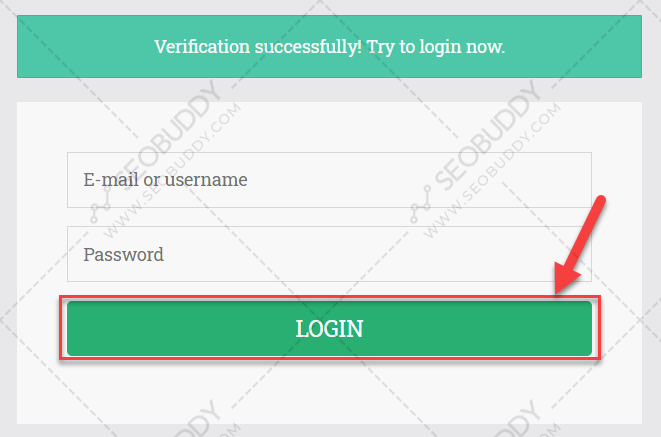 Verification successfully! Try to login now.
SEOBUDDY
WWW.SEOBUDDY.COM
SEOBUDDY
WWW.SEOBUDDY.COM
E-mail or username
Password
LOGIN
SEOBUDDY
SEOBUDDY